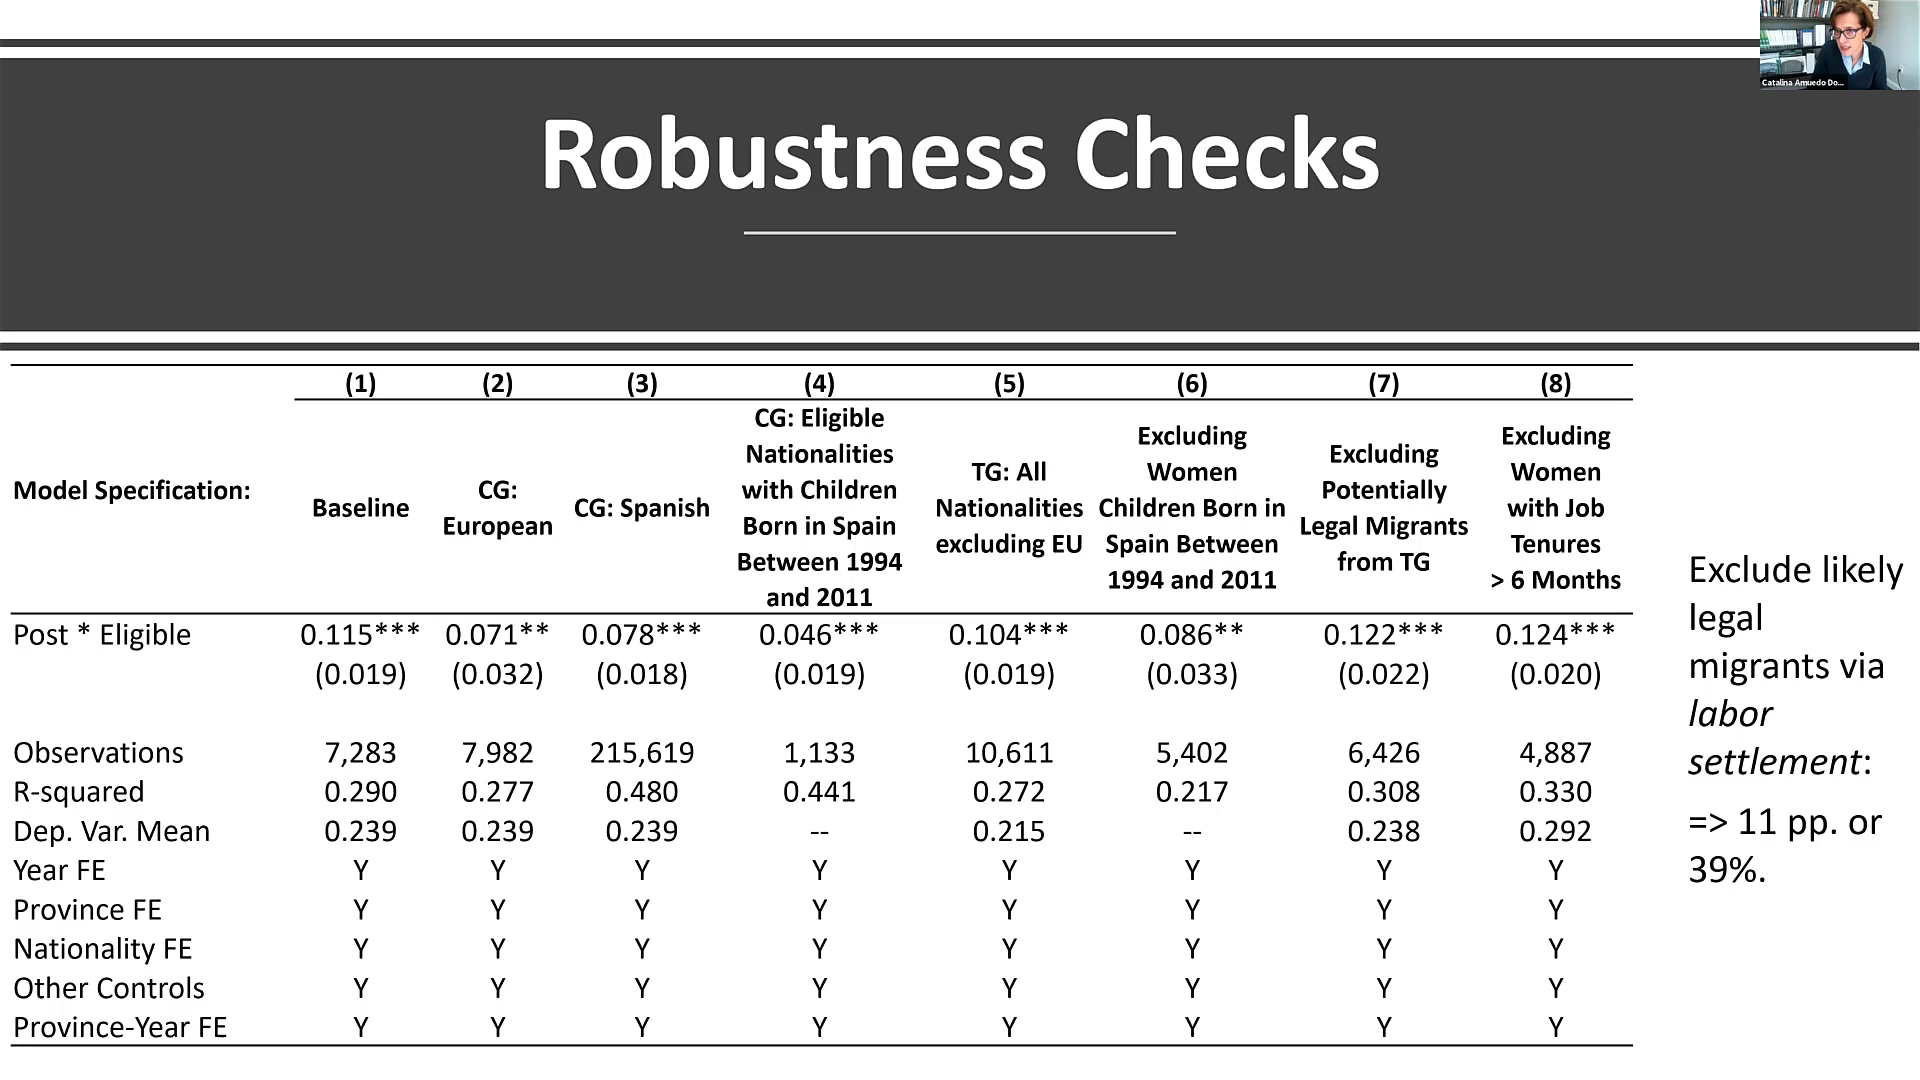 Catalina Amuedo Do...
Robustness Checks
(1) (2) (3) (4) (5) (6) (7) (8)
Model Specification:
Baseline
CG:
European
CG: Spanish
CG: Eligible
Nationalities
with Children
Born in Spain
Between 1994
and 2011
TG: All
Nationalities
excluding EU
Excluding
Women
Children Born in
Spain Between
1994 and 2011
Excluding
Potentially
Legal Migrants
from TG
Excluding
Women
with Job
Tenures
> 6 Months
Post * Eligible 0.115*** 0.071** 0.078*** 0.046*** 0.104*** 0.086** 0.122*** 0.124***
(0.019) (0.032) (0.018) (0.019) (0.019) (0.033) (0.022) (0.020)
Observations 7,283 7,982 215,619 1,133 10,611 5,402 6,426 4,887
R-squared 0.290 0.277 0.480 0.441 0.272 0.217 0.308 0.330
Dep. Var. Mean 0.239 0.239 0.239 -- 0.215 -- 0.238 0.292
Year FE Y Y Y Y Y Y Y Y
Province FE Y Y Y Y Y Y Y Y
Nationality FE Y Y Y Y Y Y Y Y
Other Controls Y Y Y Y Y Y Y Y
Province-Year FE Y Y Y Y Y Y Y Y
Exclude likely
legal
migrants via
labor
settlement:
=> 11 pp. or
39%.